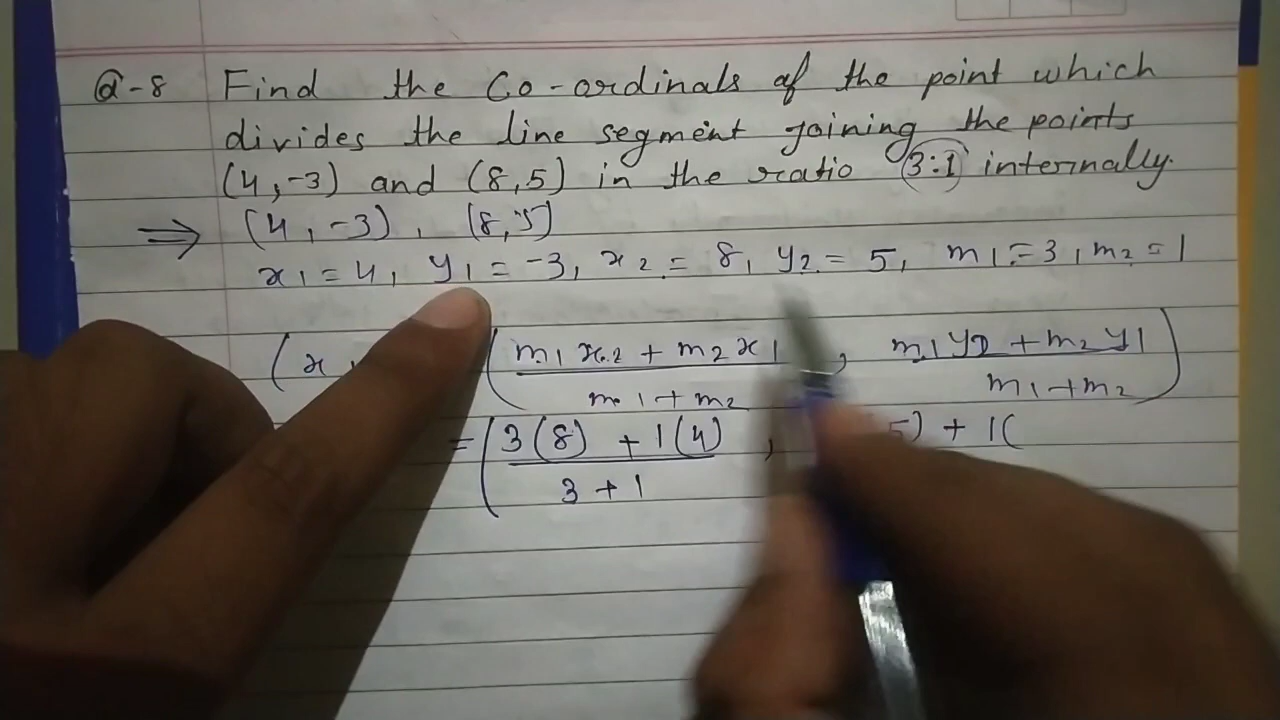 Q-8 Find the Co-ordinals of the point which
divides the line segment joining the points
(4,-3) and (8,5) in the ratio (3:1) internally.
⇒ (4,-3), (8,5)
x1 = 4, y1 = -3, x2 = 8, y2 = 5, m1 = 3, m2 = 1
(x, (m1x2 + m2x1 / m1+m2, m1y2 + m2y1 / m1+m2)
= (3(8) + 1(4) / 3+1, 5) + 1(